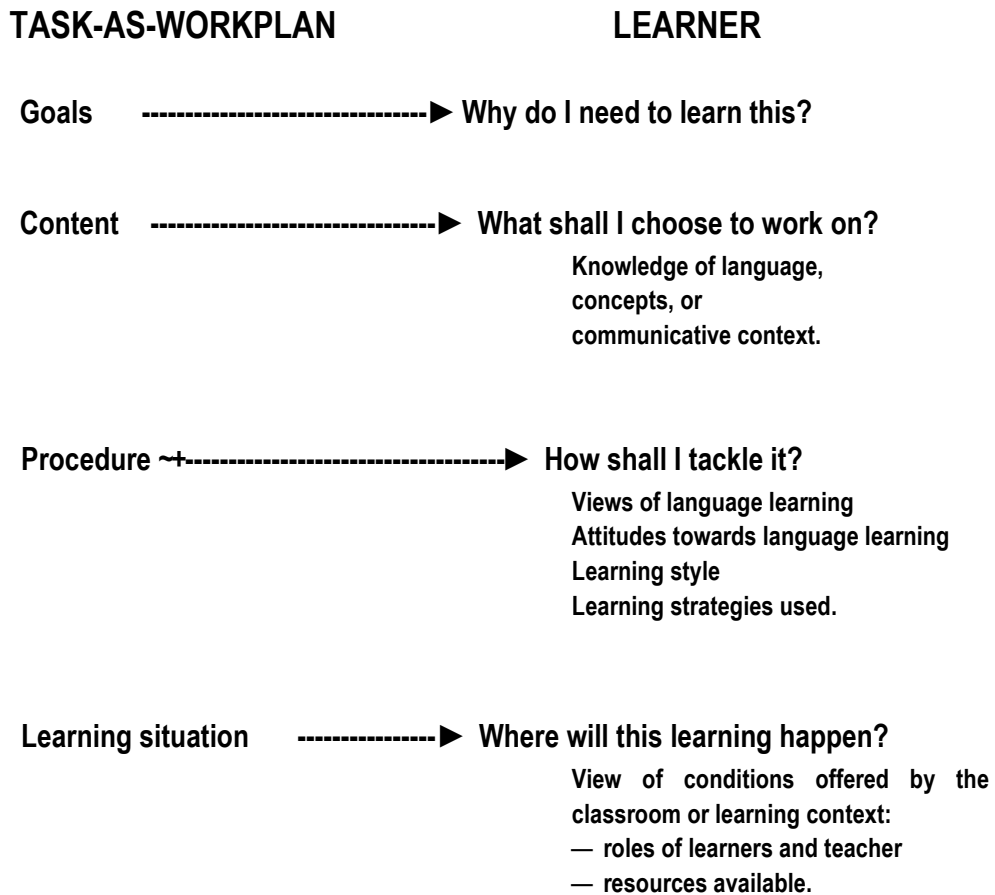 TASK-AS-WORKPLAN LEARNER
Goals ---------------------------------► Why do I need to learn this?
Content ---------------------------------► What shall I choose to work on?
Knowledge of language,
concepts, or
communicative context.
Procedure ~+-------------------------------------► How shall I tackle it?
Views of language learning
Attitudes towards language learning
Learning style
Learning strategies used.
Learning situation ----------------► Where will this learning happen?
View of conditions offered by the
classroom or learning context:
— roles of learners and teacher
— resources available.